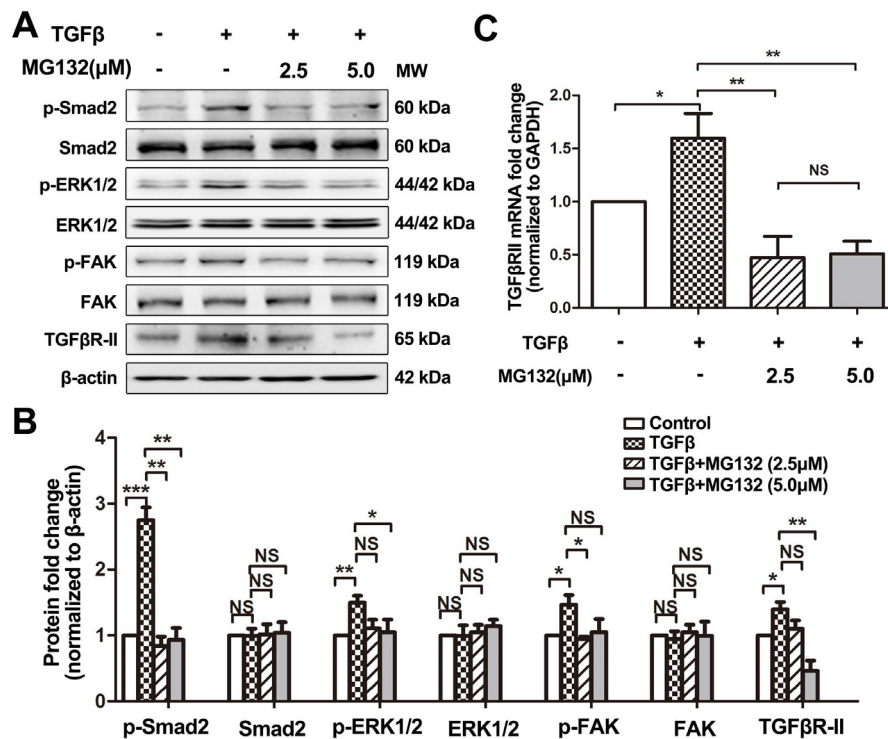 A
TGFβ - + + +
MG132(μM) - - 2.5 5.0 MW
p-Smad2 60 kDa
Smad2 60 kDa
p-ERK1/2 44/42 kDa
ERK1/2 44/42 kDa
p-FAK 119 kDa
FAK 119 kDa
TGFβR-II 65 kDa
β-actin 42 kDa
C
**
* **
NS
TGFβRII mRNA fold change
(normalized to GAPDH)
2.0
1.5
1.0
0.5
0.0
TGFβ - + + +
MG132(μM) - - 2.5 5.0
B
Control
TGFβ
TGFβ+MG132 (2.5μM)
TGFβ+MG132 (5.0μM)
Protein fold change
(normalized to β-actin)
4
3
2
1
0
*** ** **
NS NS NS
** NS *
NS NS NS
* * NS
NS NS NS
* NS **
p-Smad2 Smad2 p-ERK1/2 ERK1/2 p-FAK FAK TGFβR-II